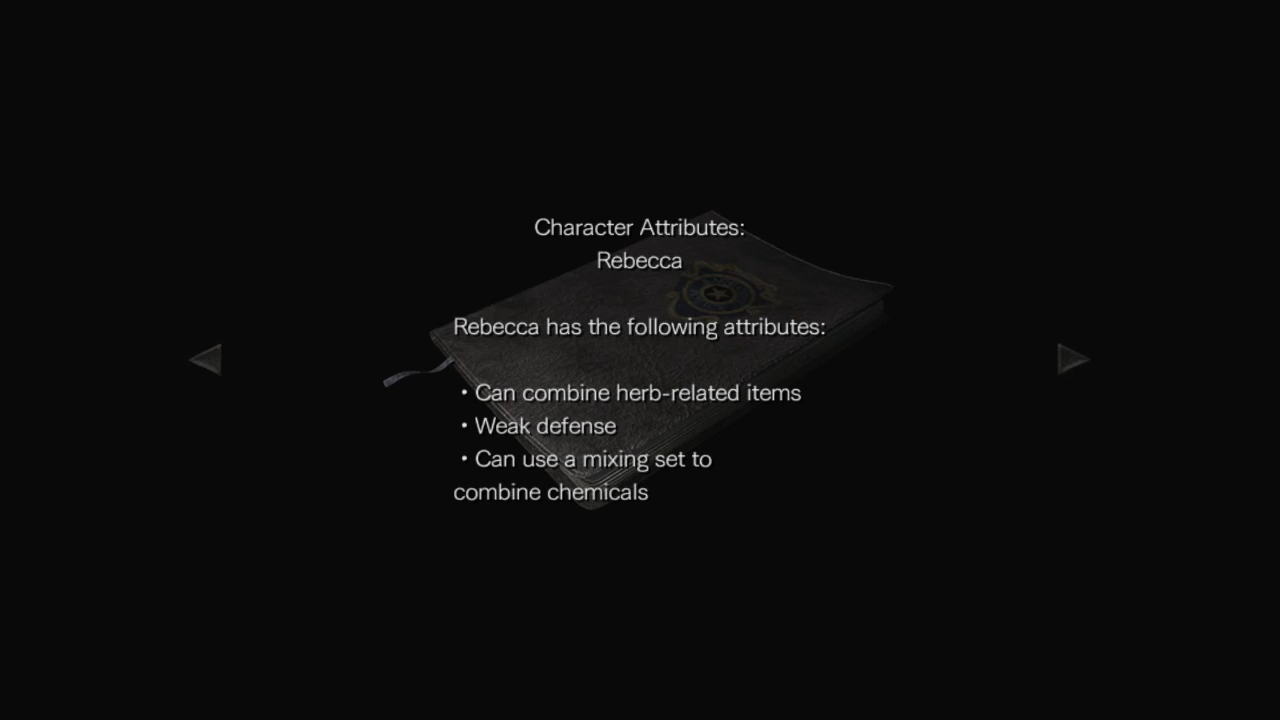 Character Attributes:
Rebecca
Rebecca has the following attributes:
・Can combine herb-related items
・Weak defense
・Can use a mixing set to
combine chemicals